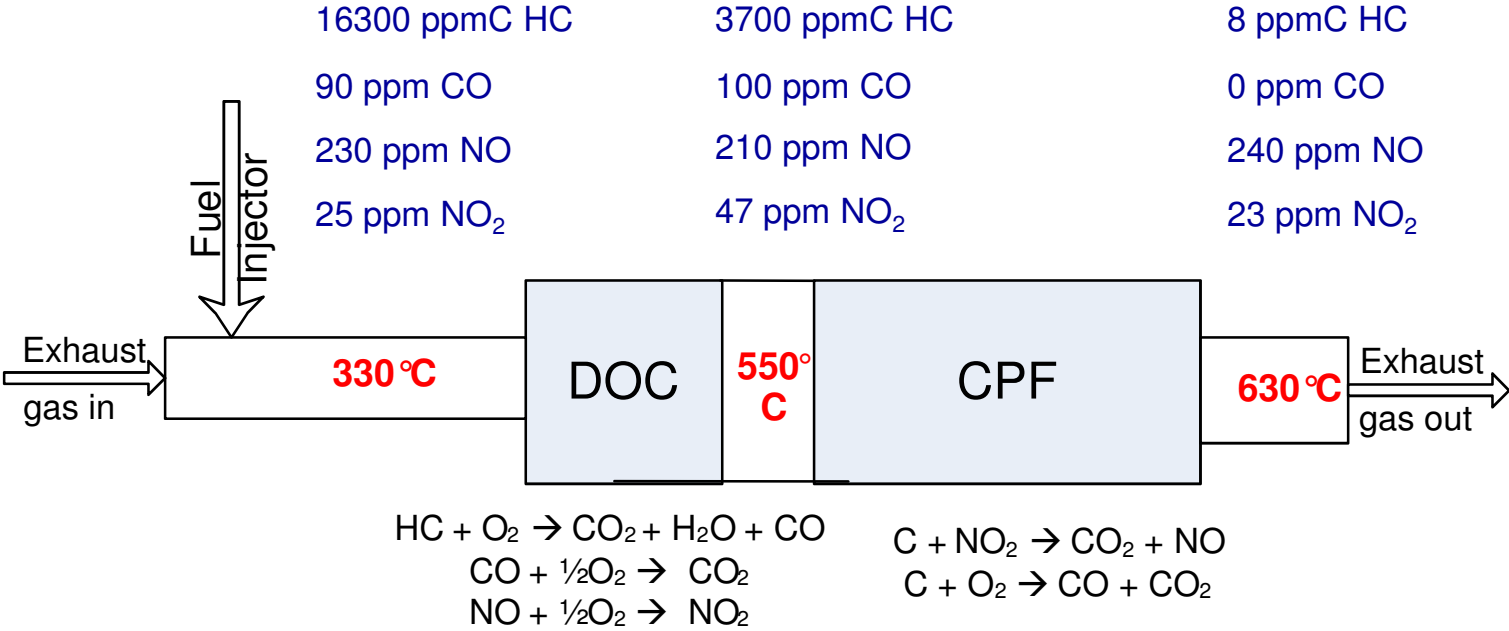 16300 ppmC HC
3700 ppmC HC
8 ppmC HC
90 ppm CO
100 ppm CO
0 ppm CO
230 ppm NO
210 ppm NO
240 ppm NO
25 ppm NO₂
47 ppm NO₂
23 ppm NO₂
Fuel
Injector
Exhaust
gas in
330°C
DOC
550°
C
CPF
630°C
Exhaust
gas out
HC + O₂ → CO₂ + H₂O + CO
CO + ½O₂ → CO₂
NO + ½O₂ → NO₂
C + NO₂ → CO₂ + NO
C + O₂ → CO + CO₂